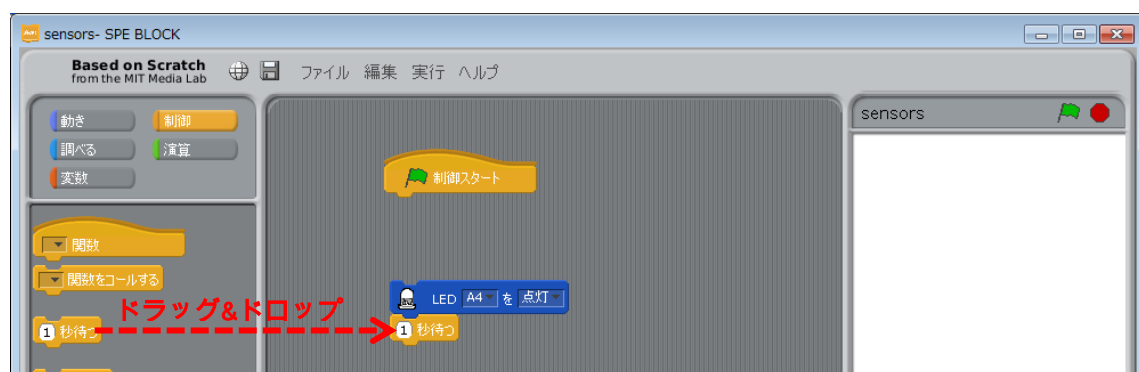 sensors- SPE BLOCK
Based on Scratch
from the MIT Media Lab
ファイル 編集 実行 ヘルプ
動き 制御
調べる 演算
変数
sensors
制御スタート
関数
関数をコールする
LED A4 を 点灯
ドラッグ&ドロップ
1 秒待つ
1 秒待つ